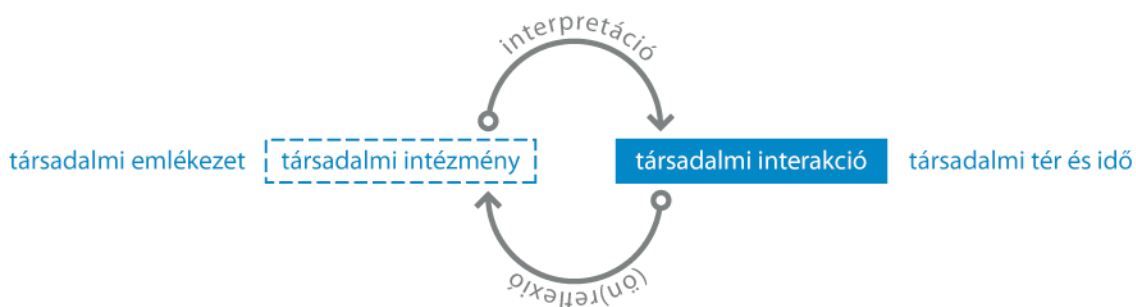 interpretáció
társadalmi emlékezet
társadalmi intézmény
társadalmi interakció
társadalmi tér és idő
(ön)reflexió